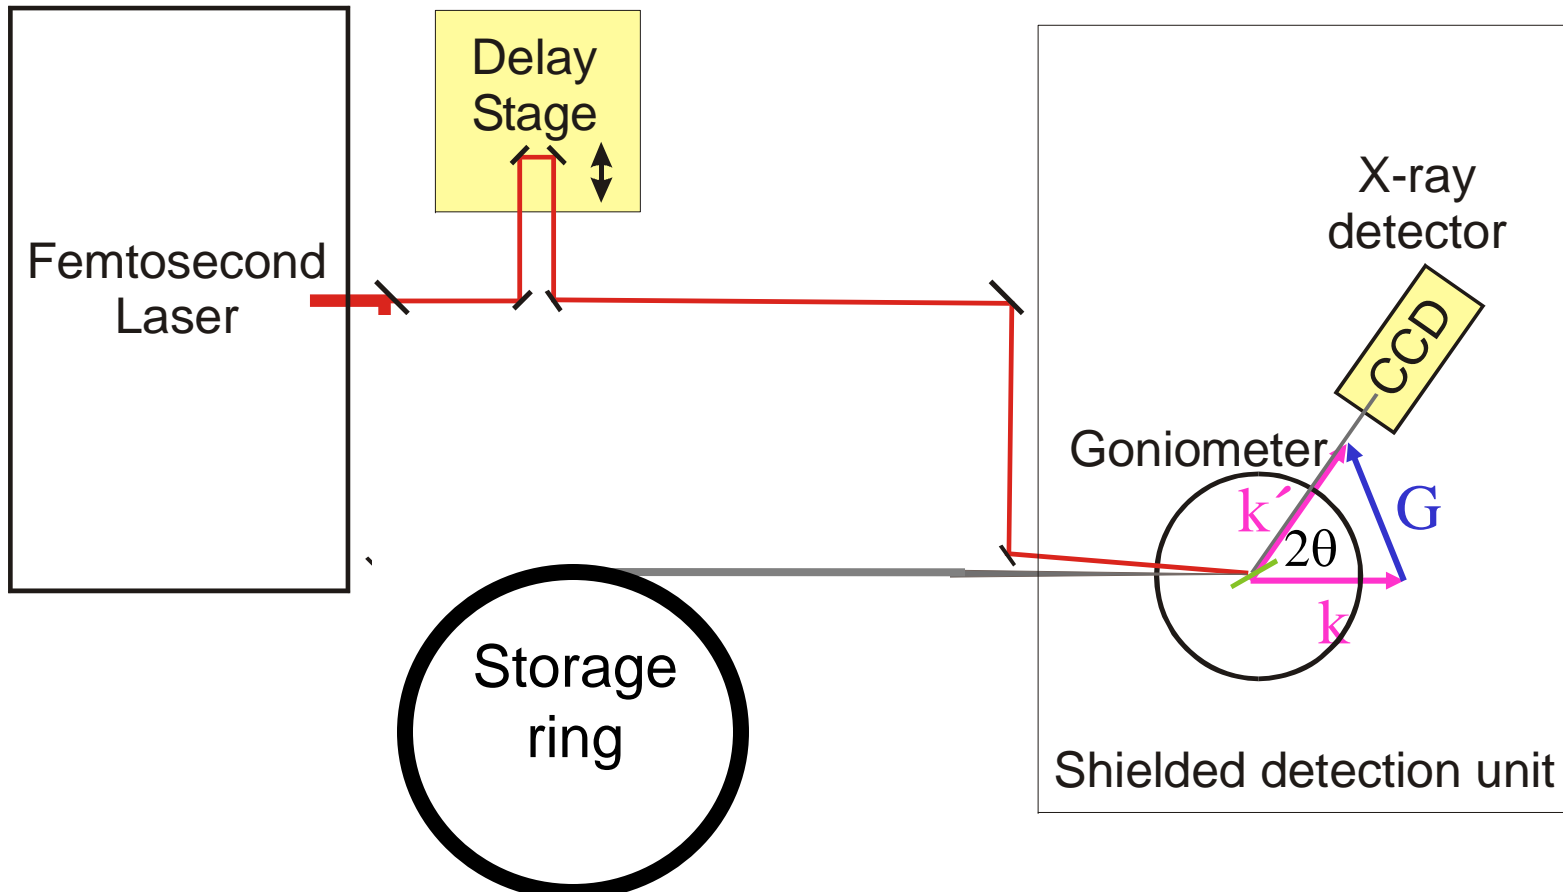 Delay
Stage
Femtosecond
Laser
X-ray
detector
CCD
Goniometer
k´
G
2θ
k
Storage
ring
Shielded detection unit